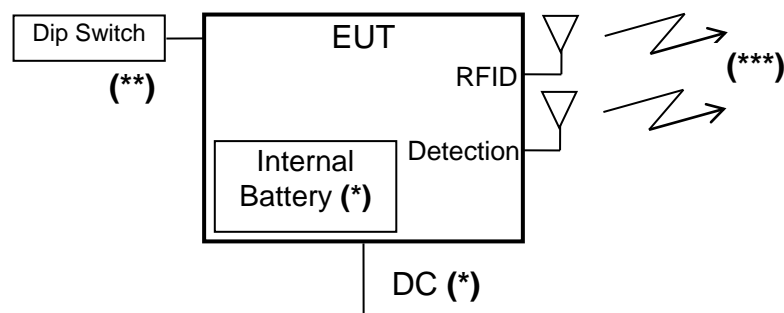 Dip Switch
(**)
EUT
RFID
(***)
Detection
Internal
Battery (*)
DC (*)